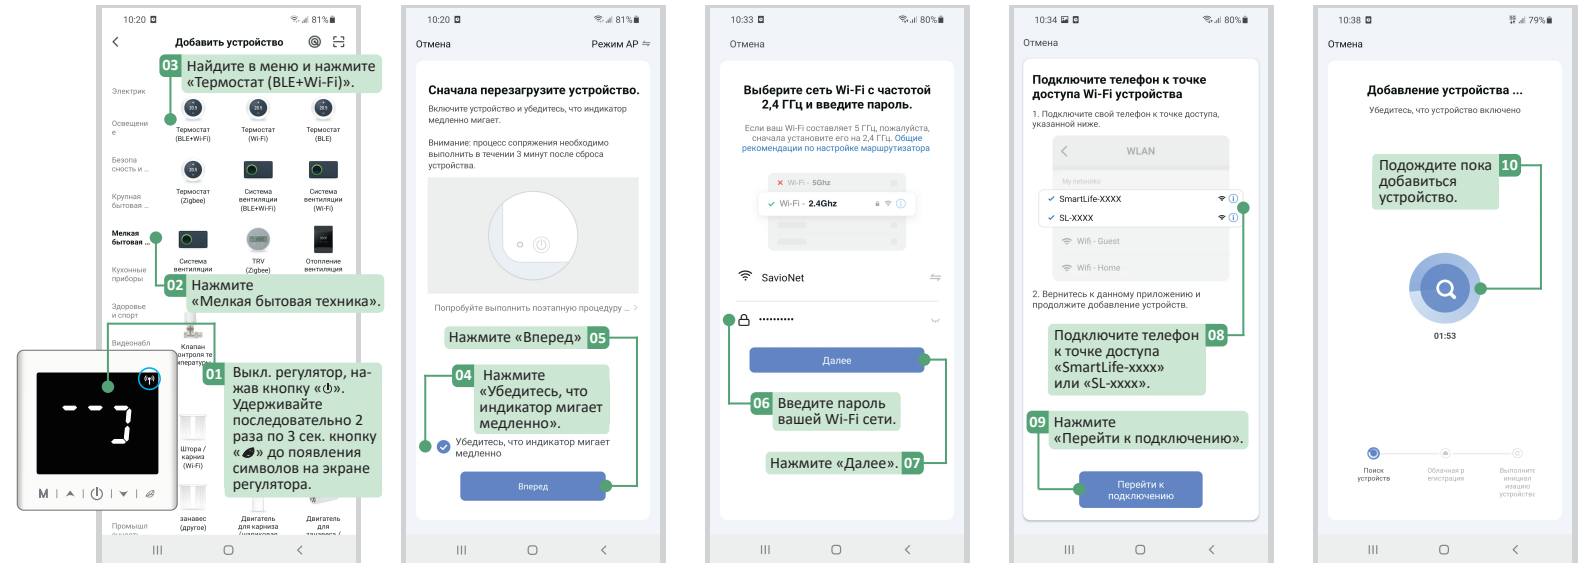 10:20
81%
Добавить устройство
03 Найдите в меню и нажмите
«Термостат (BLE+Wi-Fi)».
Электрик
Освещени
е
Безопа
сность и ...
Крупная
бытовая ...
Мелкая
бытовая ...
Кухонные
приборы
Здоровье
и спорт
Видеонабл
Промышл
Термостат
(BLE+Wi-Fi)
Термостат
(Wi-Fi)
Термостат
(BLE)
Термостат
(Zigbee)
Система
вентиляции
(BLE+Wi-Fi)
Система
вентиляции
(Wi-Fi)
Система
вентиляции
TRV
(Zigbee)
Отопление
вентиляция
02 Нажмите
«Мелкая бытовая техника».
Клапан
контроля те
мпературы
01 Выкл. регулятор, на-
жав кнопку «⏻».
Удерживайте
последовательно 2
раза по 3 сек. кнопку
«» до появления
символов на экране
регулятора.
M
Штора /
карниз
(Wi-Fi)
занавес
(другое)
Двигатель
для карниза
Двигатель
для
10:20
81%
Отмена
Режим AP
Сначала перезагрузите устройство.
Включите устройство и убедитесь, что индикатор
медленно мигает.
Внимание: процесс сопряжения необходимо
выполнить в течении 3 минут после сброса
устройства.
Попробуйте выполнить поэтапную процедуру ... >
Нажмите «Вперед» 05
04 Нажмите
«Убедитесь, что
индикатор мигает
медленно».
Убедитесь, что индикатор мигает
медленно
Вперед
10:33
80%
Отмена
Выберите сеть Wi-Fi с частотой
2,4 ГГц и введите пароль.
Если ваш Wi-Fi составляет 5 ГГц, пожалуйста,
сначала установите его на 2,4 ГГц. Общие
рекомендации по настройке маршрутизатора
Wi-Fi - 5Ghz
Wi-Fi - 2.4Ghz
SavioNet
••••••••••
Далее
06 Введите пароль
вашей Wi-Fi сети.
Нажмите «Далее». 07
10:34
80%
Отмена
Подключите телефон к точке
доступа Wi-Fi устройства
1. Подключите свой телефон к точке доступа,
указанной ниже.
WLAN
My networks
SmartLife-XXXX
SL-XXXX
Wifi - Guest
Wifi - Home
2. Вернитесь к данному приложению и
продолжите добавление устройств.
Подключите телефон 08
к точке доступа
«SmartLife-xxxx»
или «SL-xxxx».
09 Нажмите
«Перейти к подключению».
Перейти к
подключению
10:38
79%
Отмена
Добавление устройства ...
Убедитесь, что устройство включено
Подождите пока 10
добавиться
устройство.
01:53
Поиск
устройств
Облачная р
егистрация
Выполните
инициал
изацию
устройства